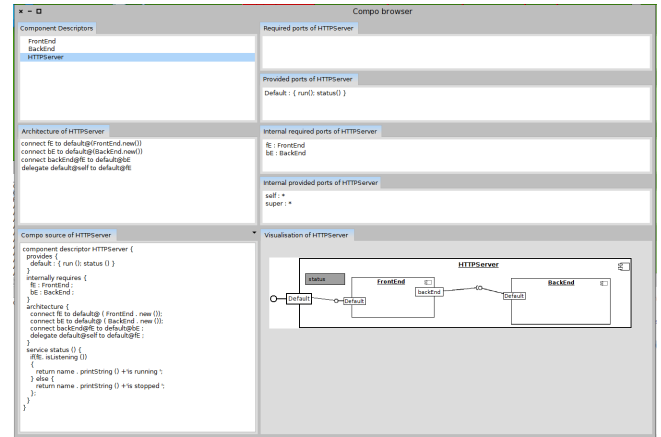 Compo browser
Component Descriptors
FrontEnd
BackEnd
HTTPServer
Required ports of HTTPServer
Provided ports of HTTPServer
Default : { run(); status() }
Architecture of HTTPServer
connect fE to default@(FrontEnd.new())
connect bE to default@(BackEnd.new())
connect backEnd@fE to default@bE
delegate default@self to default@fE
Internal required ports of HTTPServer
fE : FrontEnd
bE : BackEnd
Internal provided ports of HTTPServer
self : *
super : *
Compo source of HTTPServer
component descriptor HTTPServer {
provides {
default : { run (); status () }
}
internally requires {
fE : FrontEnd ;
bE : BackEnd ;
}
architecture {
connect fE to default@ ( FrontEnd . new ());
connect bE to default@ ( BackEnd . new ());
connect backEnd@fE to default@bE ;
delegate default@self to default@fE ;
}
service status () {
if(fE. isListening ())
{
return name . printString () +'is running ';
} else {
return name . printString () +'is stopped ';
};
}
}
Visualisation of HTTPServer
HTTPServer
status
FrontEnd
BackEnd
backEnd
Default
Default
Default